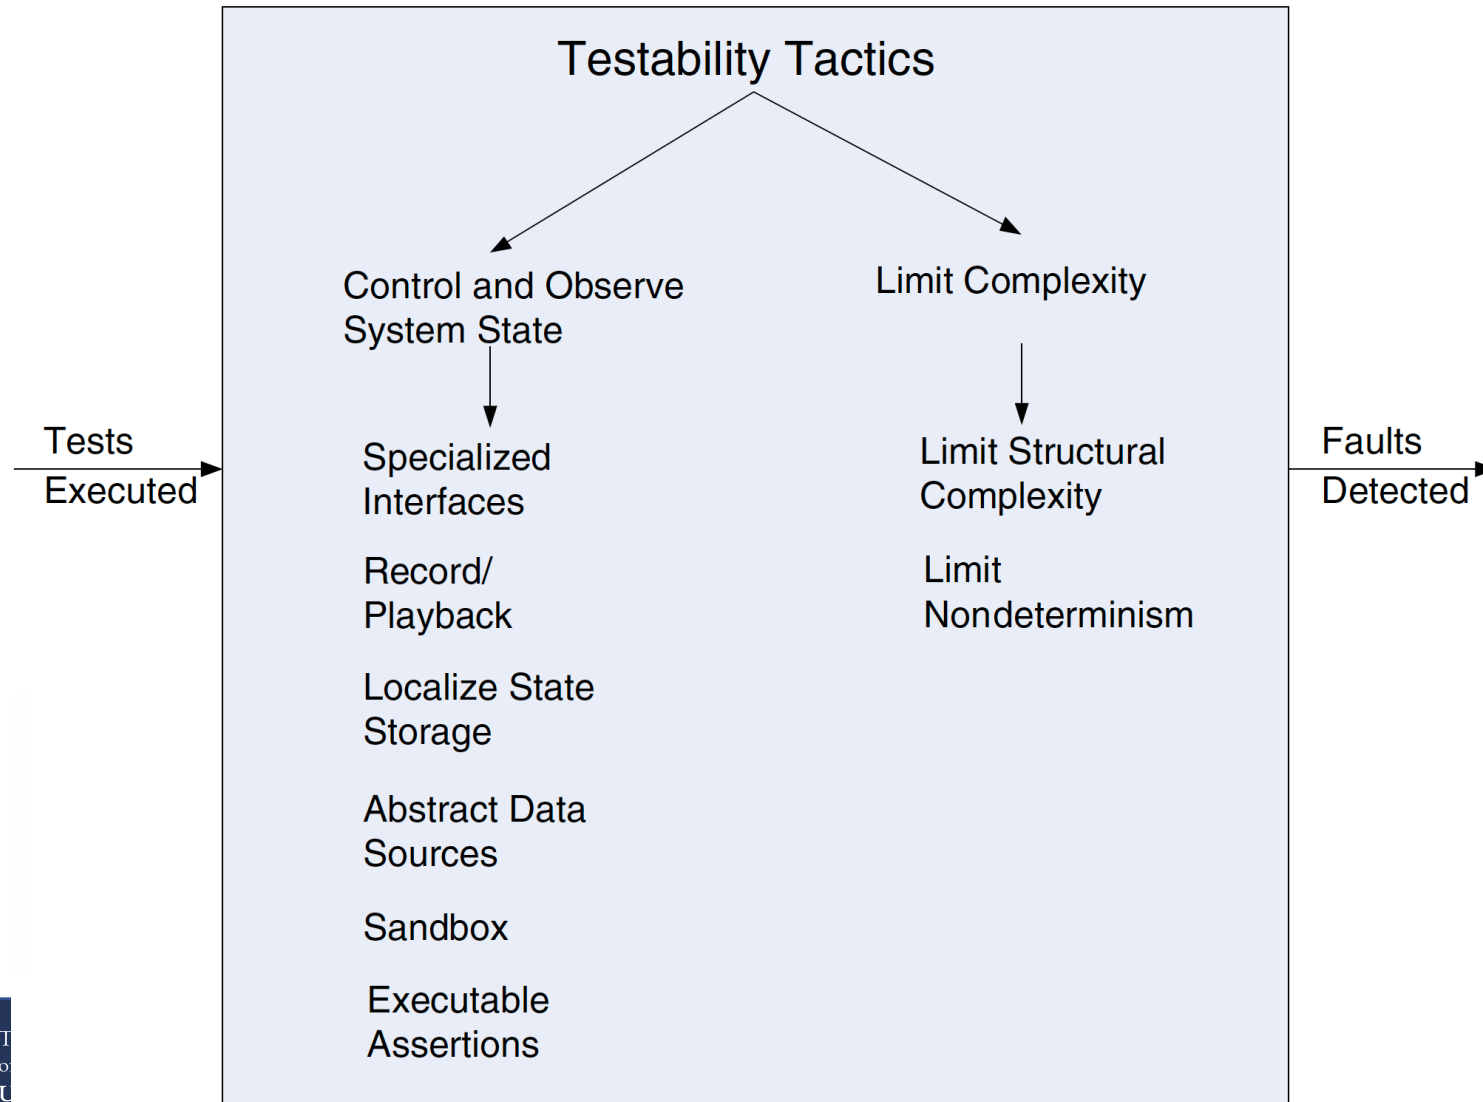 Testability Tactics
Control and Observe
System State
Limit Complexity
Tests
Executed
Specialized
Interfaces
Record/
Playback
Localize State
Storage
Abstract Data
Sources
Sandbox
Executable
Assertions
Limit Structural
Complexity
Limit
Nondeterminism
Faults
Detected